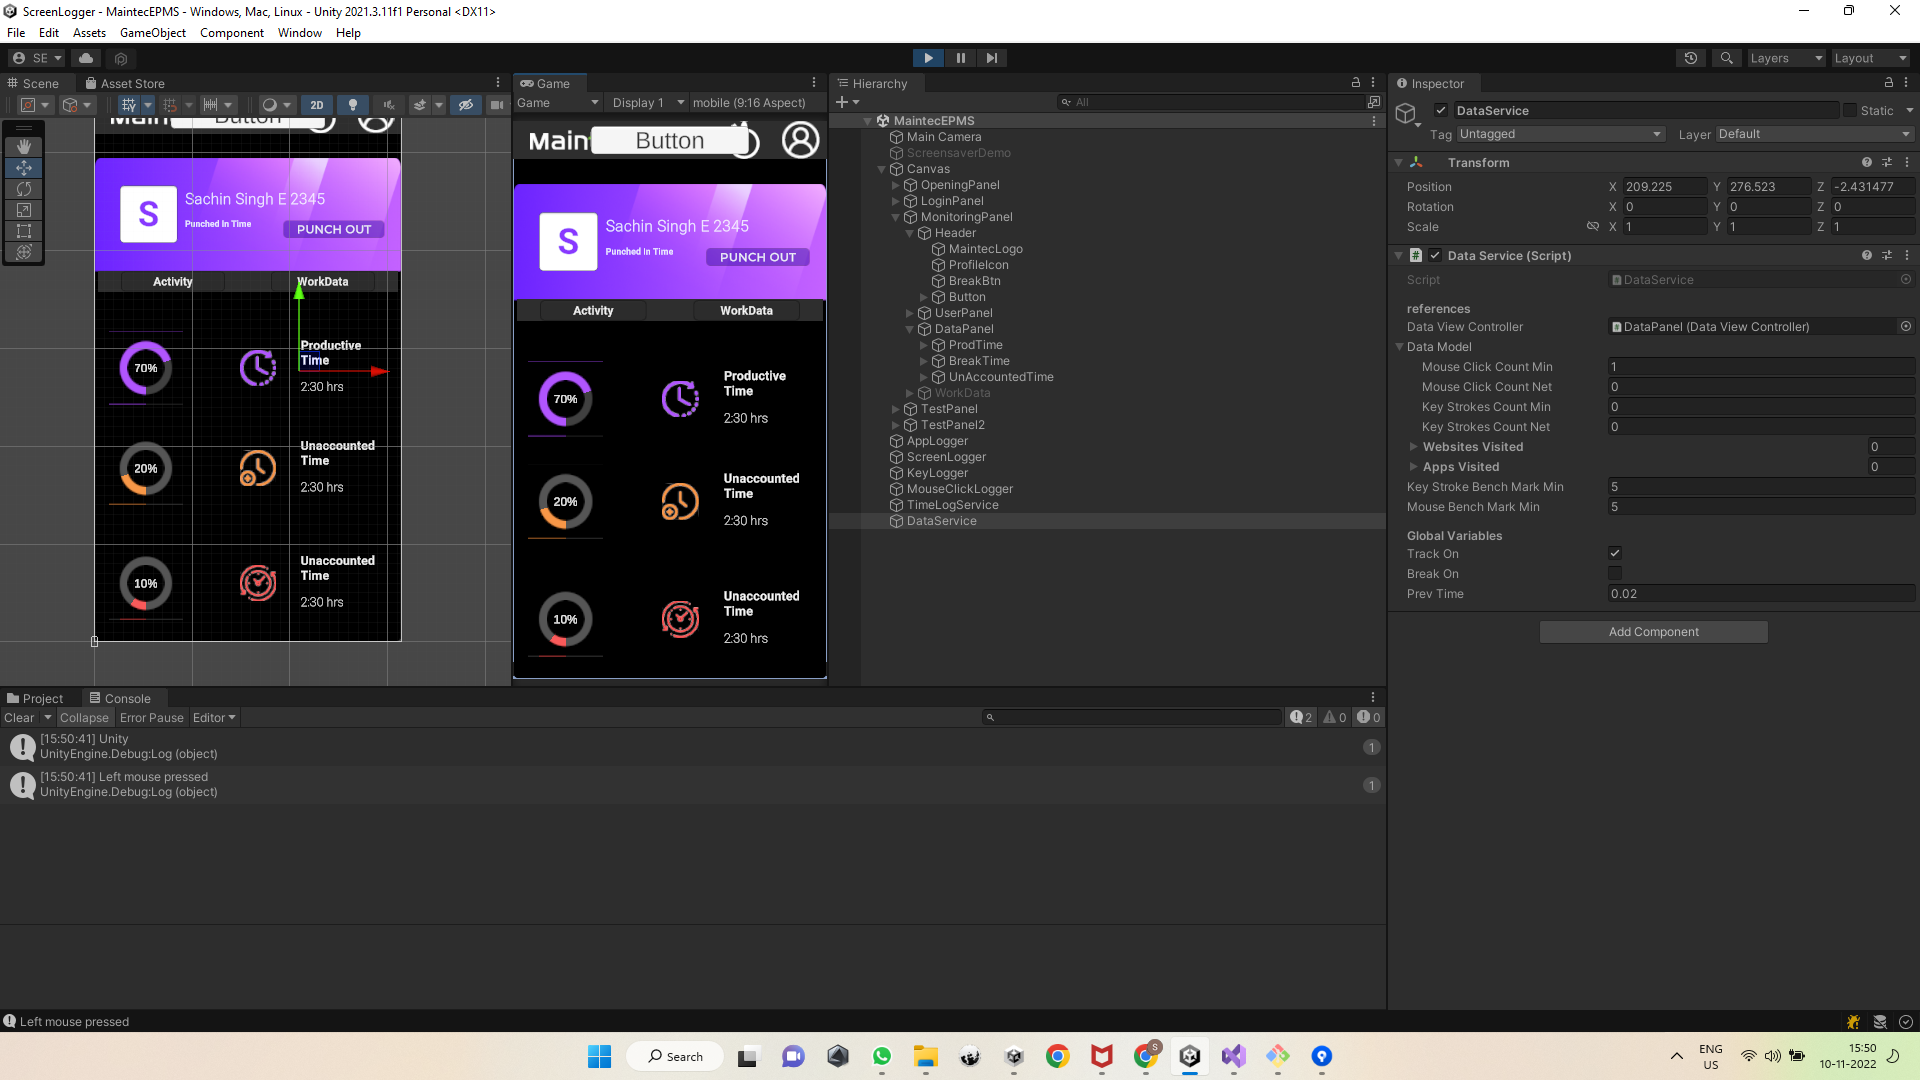 ScreenLogger - MaintecEPMS - Windows, Mac, Linux - Unity 2021.3.11f1 Personal <DX11>
File Edit Assets GameObject Component Window Help
SE Layers Layout
Scene Asset Store
2D
Button
Sachin Singh E 2345
S
Punched In Time
PUNCH OUT
Activity WorkData
70%
Productive
Time
2:30 hrs
20%
Unaccounted
Time
2:30 hrs
10%
Unaccounted
Time
2:30 hrs
Game
Game Display 1 mobile (9:16 Aspect)
Main Button
Sachin Singh E 2345
S
Punched In Time
PUNCH OUT
Activity WorkData
70%
Productive
Time
2:30 hrs
20%
Unaccounted
Time
2:30 hrs
10%
Unaccounted
Time
2:30 hrs
Hierarchy
All
MaintecEPMS
Main Camera
ScreensaverDemo
Canvas
OpeningPanel
LoginPanel
MonitoringPanel
Header
MaintecLogo
ProfileIcon
BreakBtn
Button
UserPanel
DataPanel
ProdTime
BreakTime
UnAccountedTime
WorkData
TestPanel
TestPanel2
AppLogger
ScreenLogger
KeyLogger
MouseClickLogger
TimeLogService
DataService
Inspector
DataService Static
Tag Untagged Layer Default
Transform
Position X 209.225 Y 276.523 Z -2.431477
Rotation X 0 Y 0 Z 0
Scale X 1 Y 1 Z 1
Data Service (Script)
Script DataService
references
Data View Controller DataPanel (Data View Controller)
Data Model
Mouse Click Count Min 1
Mouse Click Count Net 0
Key Strokes Count Min 0
Key Strokes Count Net 0
Websites Visited 0
Apps Visited 0
Key Stroke Bench Mark Min 5
Mouse Bench Mark Min 5
Global Variables
Track On
Break On
Prev Time 0.02
Add Component
Project Console
Clear Collapse Error Pause Editor 2 0 0
[15:50:41] Unity
UnityEngine.Debug:Log (object) 1
[15:50:41] Left mouse pressed
UnityEngine.Debug:Log (object) 1
Left mouse pressed
Search
S
ENG
US
15:50
10-11-2022